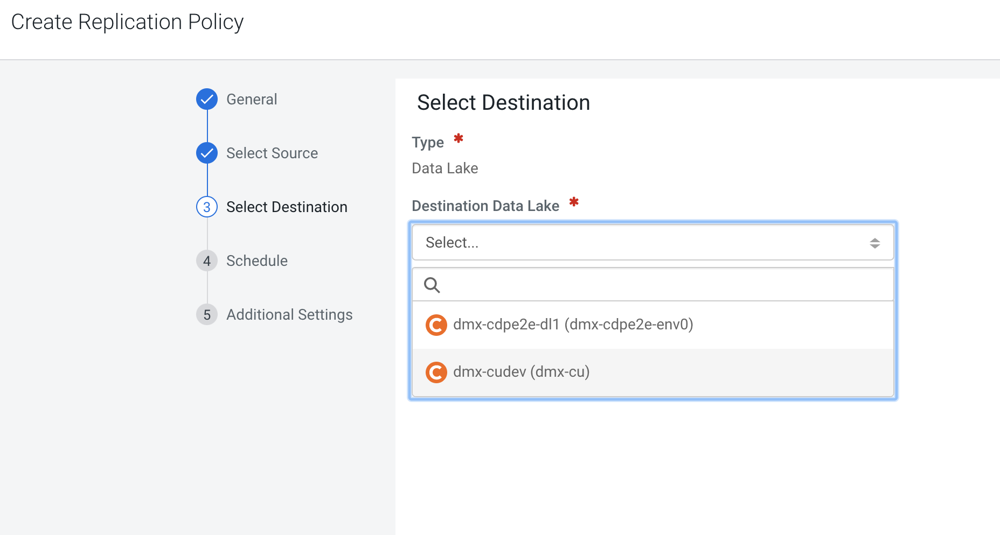 Create Replication Policy
General
Select Source
3 Select Destination
4 Schedule
5 Additional Settings
Select Destination
Type *
Data Lake
Destination Data Lake *
Select...
dmx-cdpe2e-dl1 (dmx-cdpe2e-env0)
dmx-cudev (dmx-cu)